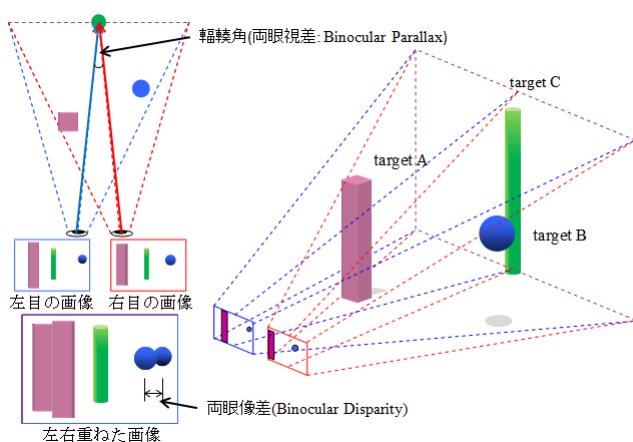 輻輳角(両眼視差: Binocular Parallax)
target C
target A
target B
左目の画像
右目の画像
両眼像差(Binocular Disparity)
左右重ねた画像